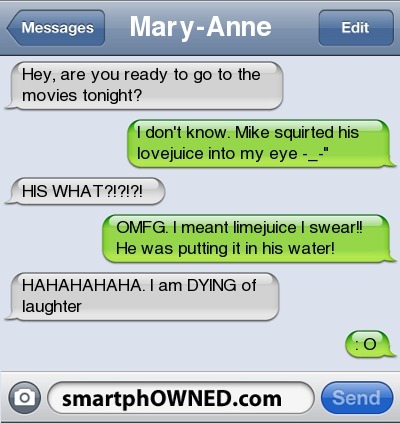 Messages
Mary-Anne
Edit
Hey, are you ready to go to the
movies tonight?
I don't know. Mike squirted his
lovejuice into my eye -_-"
HIS WHAT?!?!?!
OMFG. I meant limejuice I swear!!
He was putting it in his water!
HAHAHAHAHA. I am DYING of
laughter
: O
smartphOWNED.com
Send